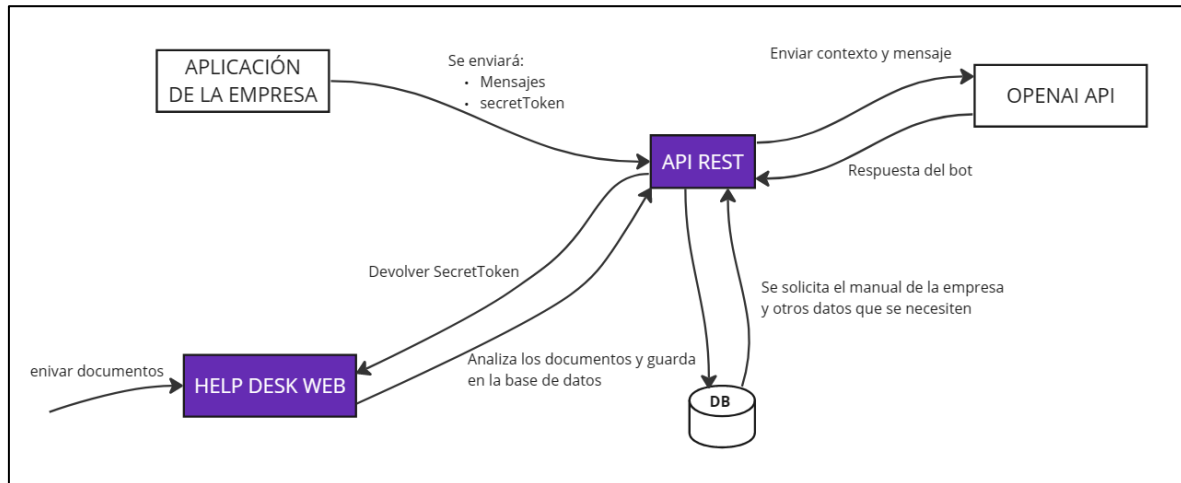 APLICACIÓN
DE LA EMPRESA
Se enviará:
• Mensajes
• secretToken
Enviar contexto y mensaje
OPENAI API
API REST
Respuesta del bot
Devolver SecretToken
Se solicita el manual de la empresa
y otros datos que se necesiten
enivar documentos
HELP DESK WEB
Analiza los documentos y guarda
en la base de datos
DB